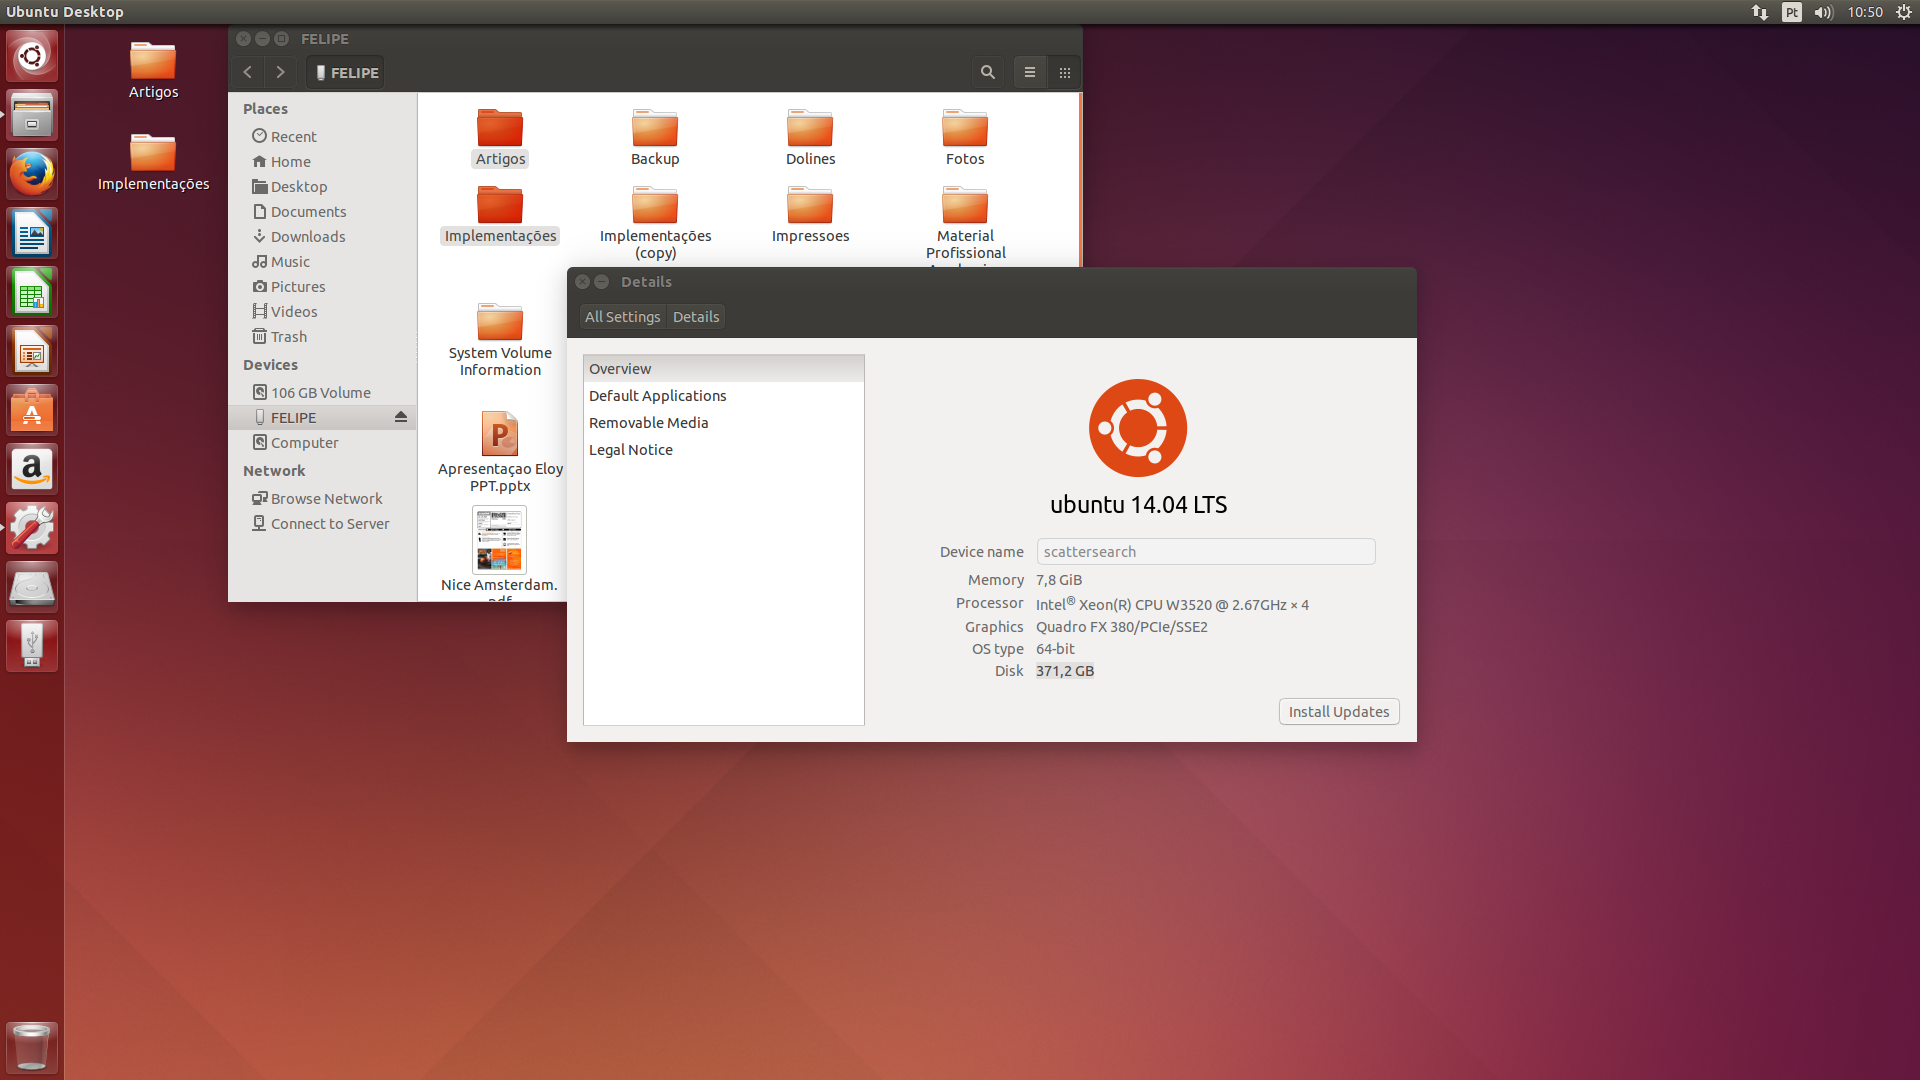 Ubuntu Desktop
Pt
10:50
Artigos
Implementações
FELIPE
FELIPE
Places
Recent
Home
Desktop
Documents
Downloads
Music
Pictures
Videos
Trash
Devices
106 GB Volume
FELIPE
Computer
Network
Browse Network
Connect to Server
Artigos
Backup
Dolines
Fotos
Implementações
Implementações
(copy)
Impressoes
Material
Profissional
System Volume
Information
Apresentaçao Eloy
PPT.pptx
Nice Amsterdam.
pdf
Details
All Settings
Details
Overview
Default Applications
Removable Media
Legal Notice
ubuntu 14.04 LTS
Device name scattersearch
Memory 7,8 GiB
Processor Intel® Xeon(R) CPU W3520 @ 2.67GHz × 4
Graphics Quadro FX 380/PCIe/SSE2
OS type 64-bit
Disk 371,2 GB
Install Updates